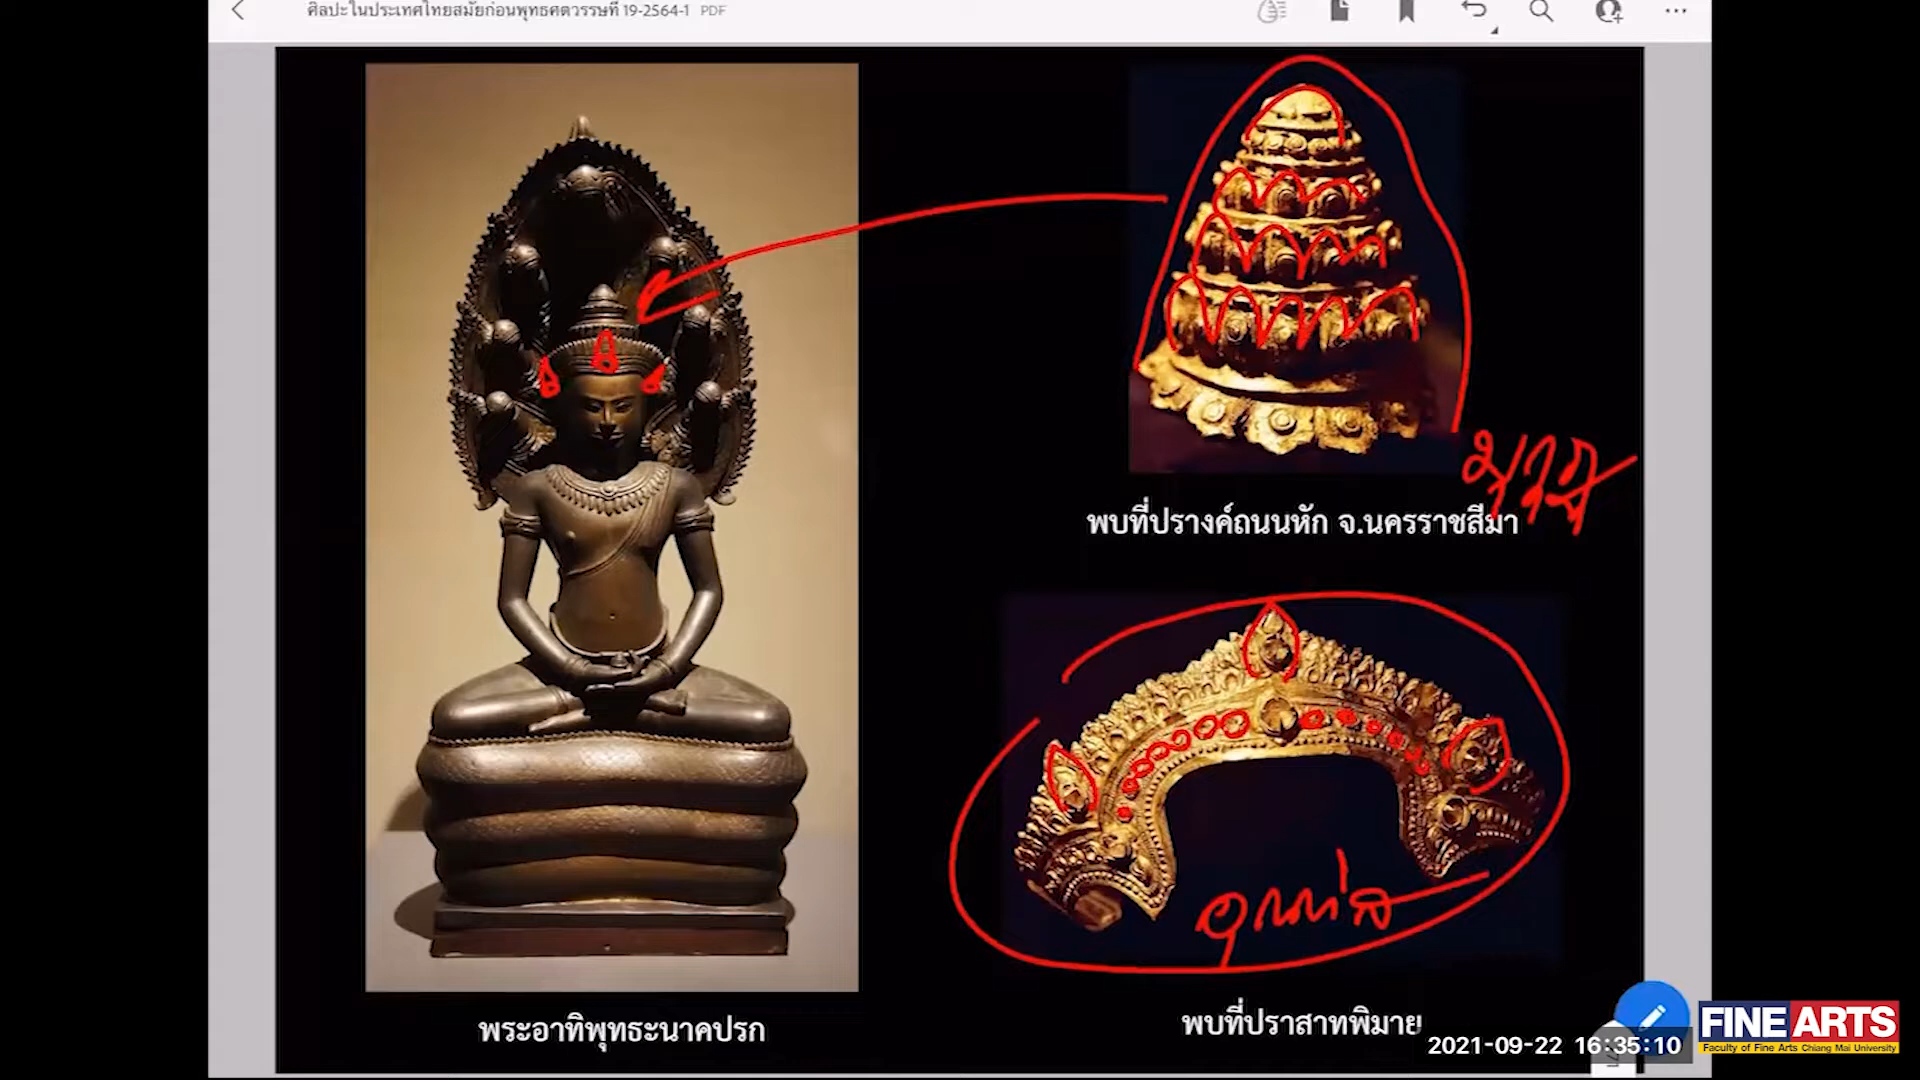 ศิลปะในประเทศไทยสมัยก่อนพุทธศตวรรษที่ 19-2564-1 PDF
มงกุฎ
พบที่ปรางค์ถนนหัก จ.นครราชสีมา
พระอาทิพุทธะนาคปรก
พบที่ปราสาทพิมาย
2021-09-22 16:35:10
FINE ARTS
Faculty of Fine Arts Chiang Mai University